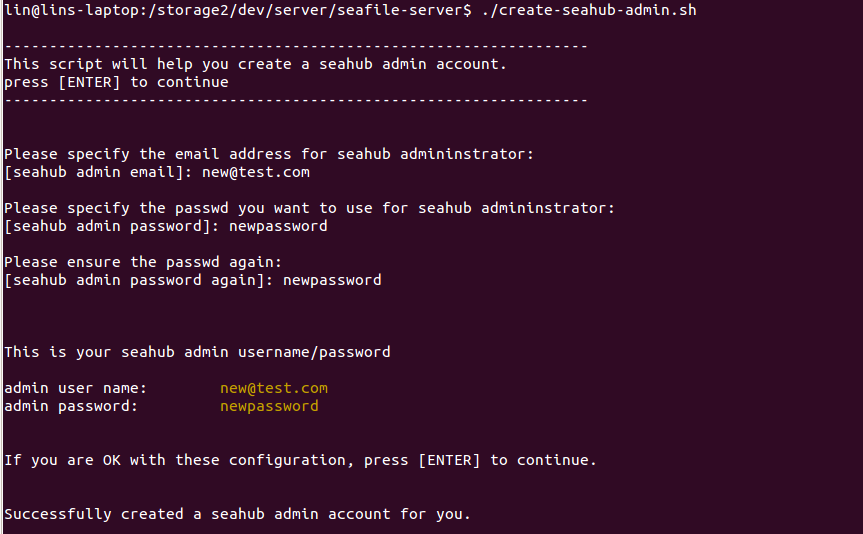 lin@lins-laptop:/storage2/dev/server/seafile-server$ ./create-seahub-admin.sh
-----------------------------------------------------------------
This script will help you create a seahub admin account.
press [ENTER] to continue
-----------------------------------------------------------------
Please specify the email address for seahub admininstrator:
[seahub admin email]: new@test.com
Please specify the passwd you want to use for seahub admininstrator:
[seahub admin password]: newpassword
Please ensure the passwd again:
[seahub admin password again]: newpassword
This is your seahub admin username/password
admin user name:        new@test.com
admin password:         newpassword
If you are OK with these configuration, press [ENTER] to continue.
Successfully created a seahub admin account for you.